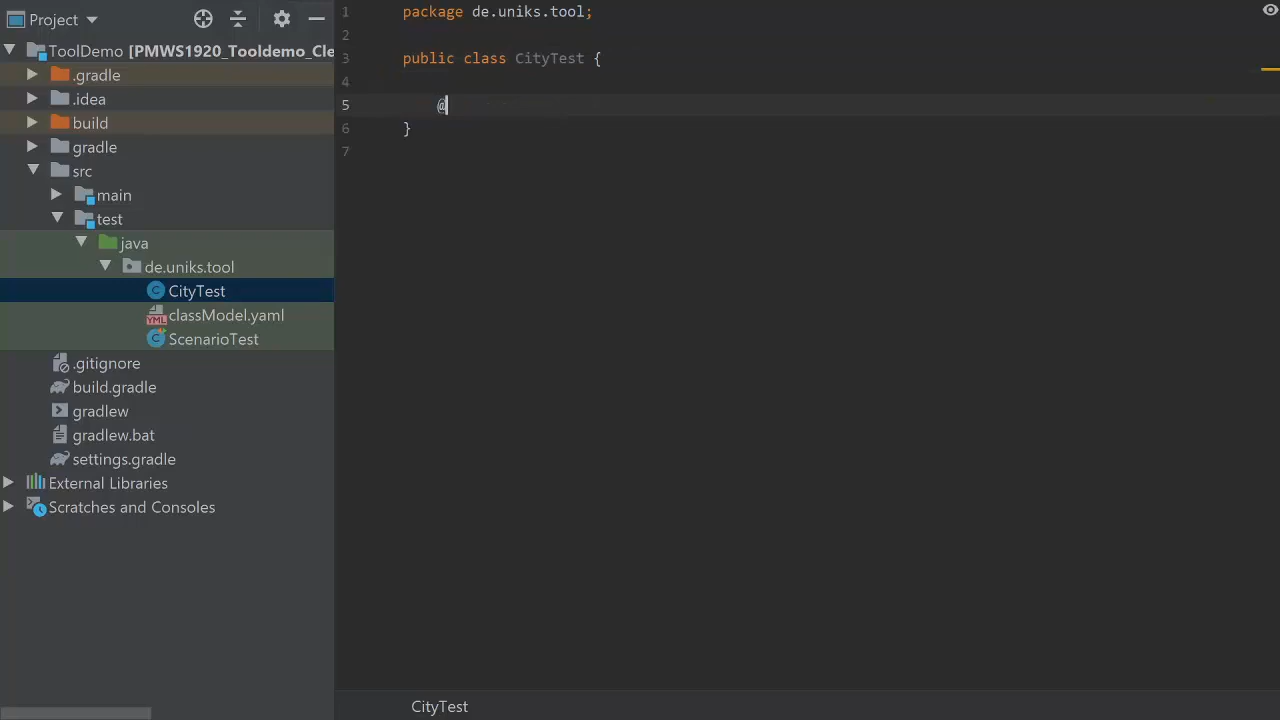 Project
ToolDemo [PMWS1920_Tooldemo_Cle
.gradle
.idea
build
gradle
src
main
test
java
de.uniks.tool
CityTest
classModel.yaml
ScenarioTest
.gitignore
build.gradle
gradlew
gradlew.bat
settings.gradle
External Libraries
Scratches and Consoles
1 package de.uniks.tool;
2
3 public class CityTest {
4
5 @
6 }
7
CityTest